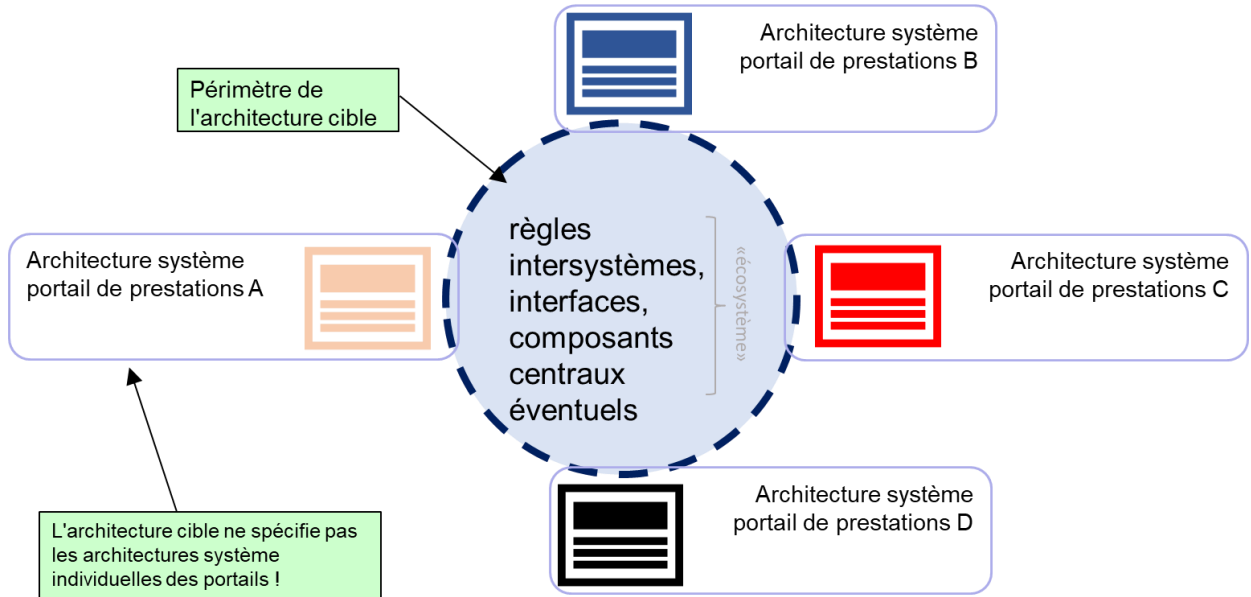 Architecture système
portail de prestations B
Périmètre de
l'architecture cible
règles
intersystèmes,
interfaces,
composants
centraux
éventuels
«écosystème»
Architecture système
portail de prestations A
Architecture système
portail de prestations C
Architecture système
portail de prestations D
L'architecture cible ne spécifie pas
les architectures système
individuelles des portails !